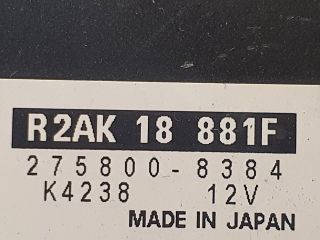 R2AK 18 881F
275800-8384
K4238 12V
MADE IN JAPAN